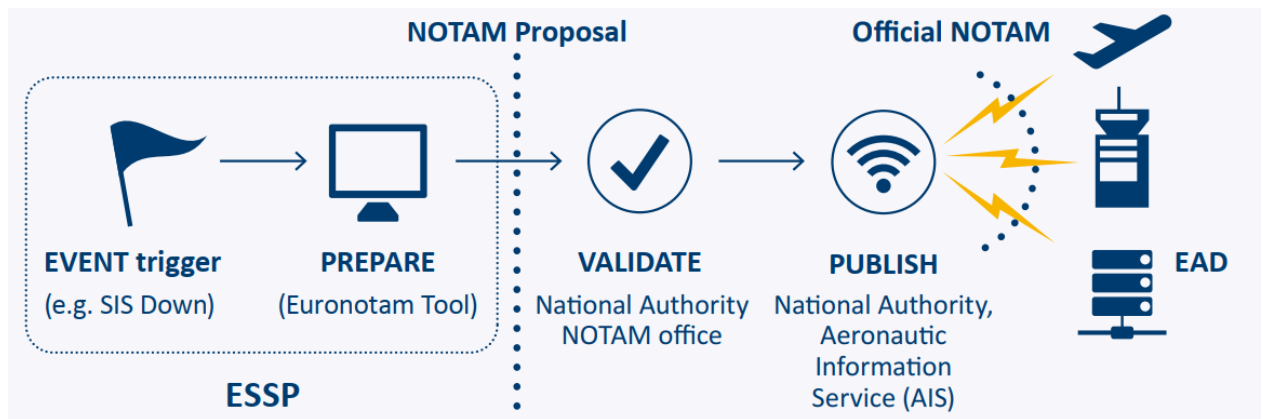 NOTAM Proposal
Official NOTAM
EVENT trigger
(e.g. SIS Down)
PREPARE
(Euronotam Tool)
ESSP
VALIDATE
National Authority
NOTAM office
PUBLISH
National Authority,
Aeronautic
Information
Service (AIS)
EAD